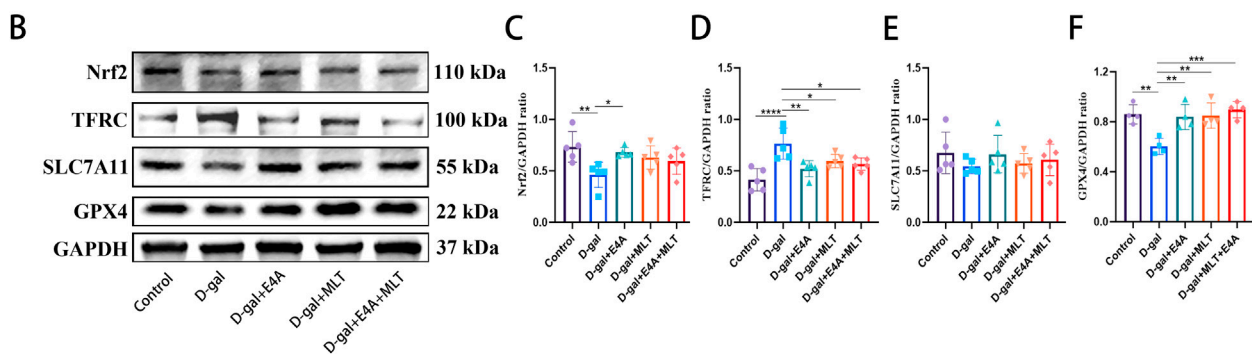 B
Nrf2 110 kDa
TFRC 100 kDa
SLC7A11 55 kDa
GPX4 22 kDa
GAPDH 37 kDa
Control
D-gal
D-gal+E4A
D-gal+MLT
D-gal+E4A+MLT
C
Nrf2/GAPDH ratio
1.5
1.0
0.5
0.0
** *
Control
D-gal
D-gal+E4A
D-gal+MLT
D-gal+E4A+MLT
D
TFRC/GAPDH ratio
1.5
1.0
0.5
0.0
*
*
**** **
Control
D-gal
D-gal+E4A
D-gal+MLT
D-gal+E4A+MLT
E
SLC7A11/GAPDH ratio
1.5
1.0
0.5
0.0
Control
D-gal
D-gal+E4A
D-gal+MLT
D-gal+E4A+MLT
F
GPX4/GAPDH ratio
1.2
0.8
0.4
0.0
***
**
** **
Control
D-gal
D-gal+E4A
D-gal+MLT
D-gal+MLT+E4A